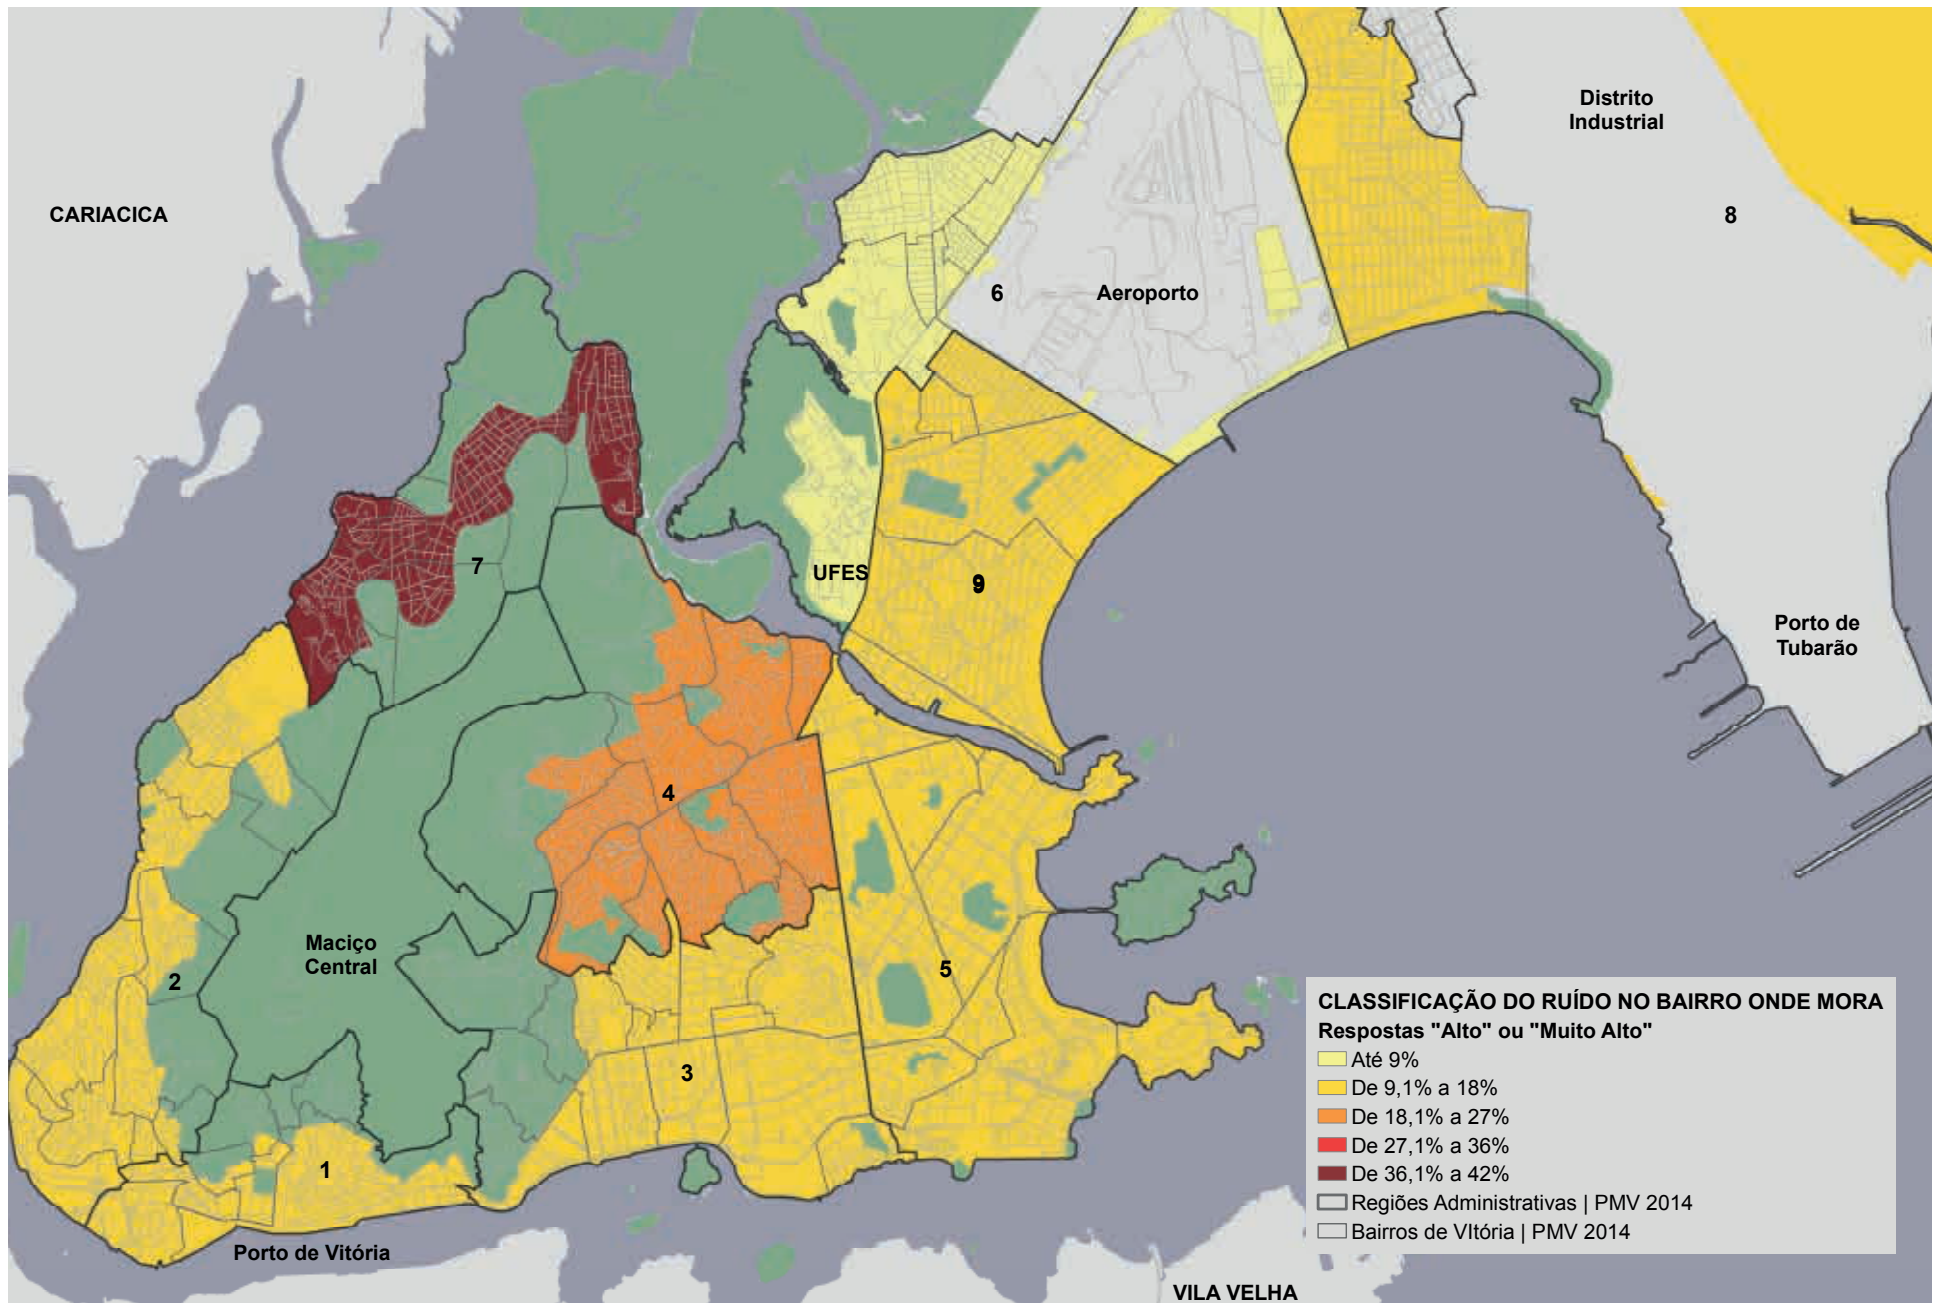 Distrito
Industrial
CARIACICA
8
6
Aeroporto
7
UFES
9
Porto de
Tubarão
4
Maciço
Central
2
5
3
1
Porto de Vitória
VILA VELHA
CLASSIFICAÇÃO DO RUÍDO NO BAIRRO ONDE MORA
Respostas "Alto" ou "Muito Alto"
Até 9%
De 9,1% a 18%
De 18,1% a 27%
De 27,1% a 36%
De 36,1% a 42%
Regiões Administrativas | PMV 2014
Bairros de VItória | PMV 2014